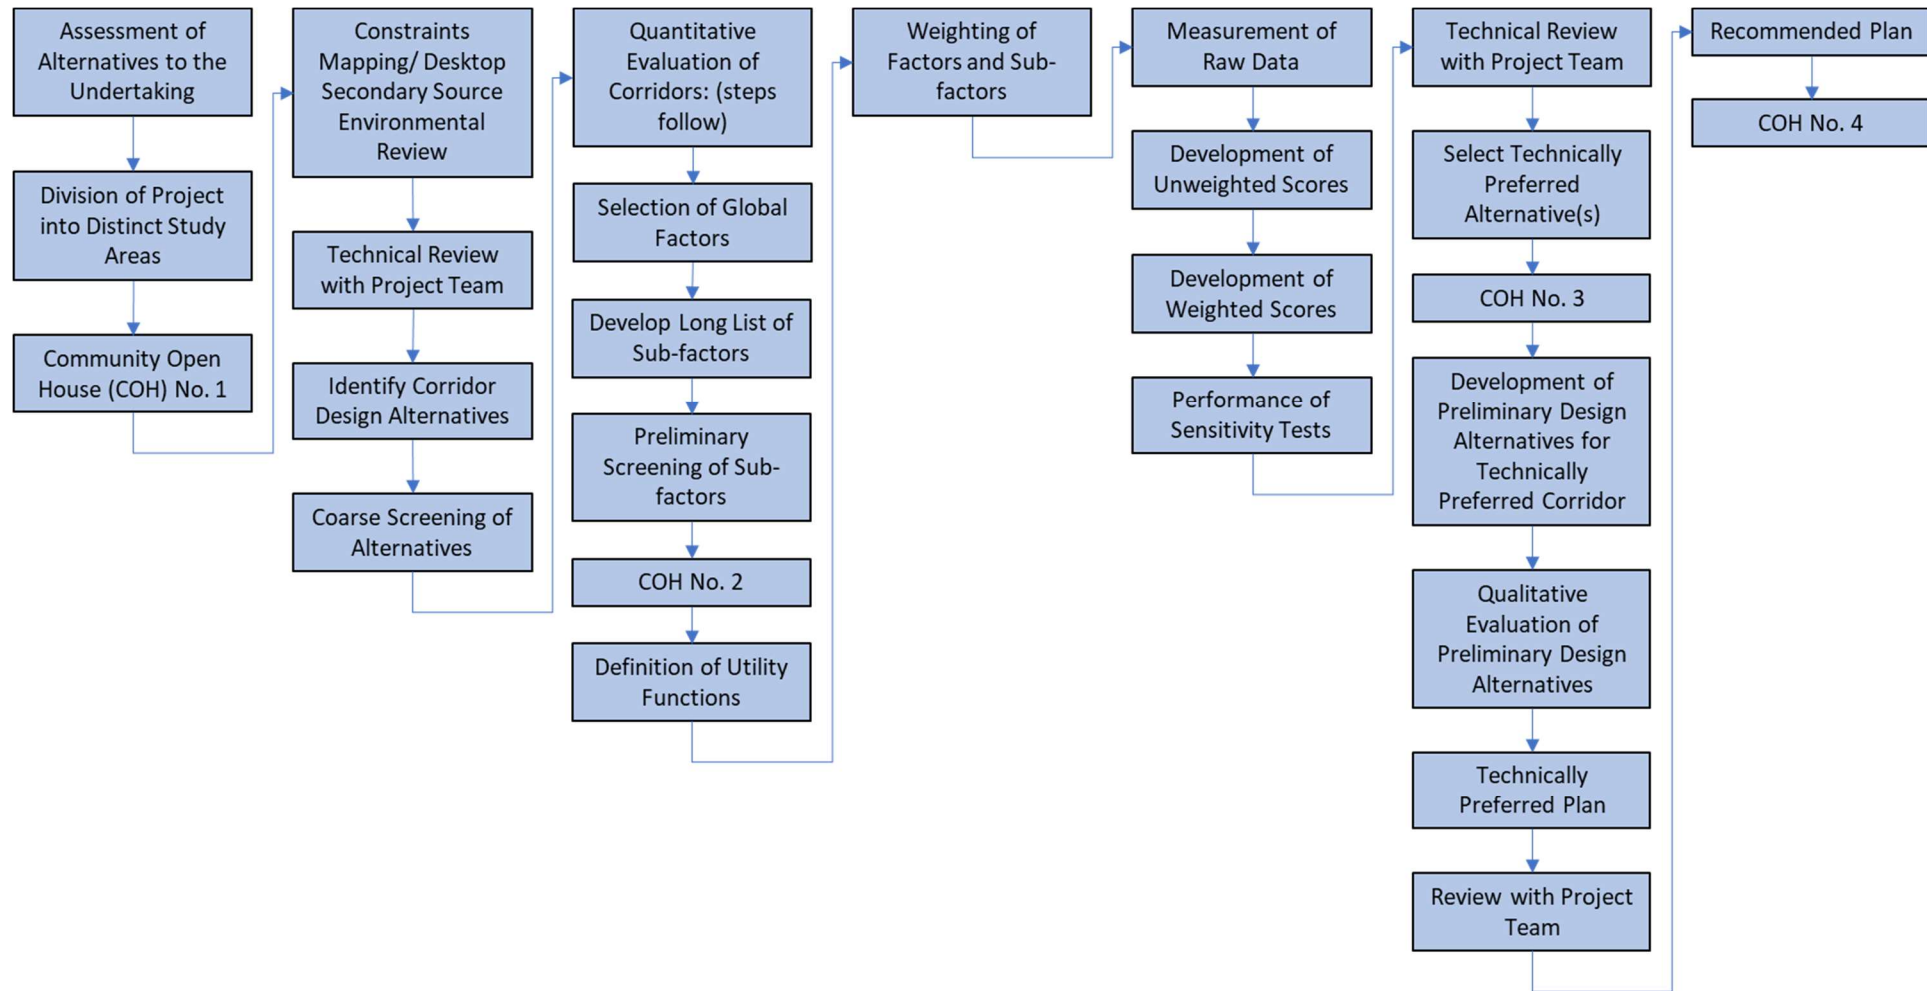 Assessment of
Alternatives to the
Undertaking
Division of Project
into Distinct Study
Areas
Community Open
House (COH) No. 1
Constraints
Mapping/ Desktop
Secondary Source
Environmental
Review
Technical Review
with Project Team
Identify Corridor
Design Alternatives
Coarse Screening of
Alternatives
Quantitative
Evaluation of
Corridors: (steps
follow)
Selection of Global
Factors
Develop Long List of
Sub-factors
Preliminary
Screening of Sub-
factors
COH No. 2
Definition of Utility
Functions
Weighting of
Factors and Sub-
factors
Measurement of
Raw Data
Development of
Unweighted Scores
Development of
Weighted Scores
Performance of
Sensitivity Tests
Technical Review
with Project Team
Select Technically
Preferred
Alternative(s)
COH No. 3
Development of
Preliminary Design
Alternatives for
Technically
Preferred Corridor
Qualitative
Evaluation of
Preliminary Design
Alternatives
Technically
Preferred Plan
Review with Project
Team
Recommended Plan
COH No. 4